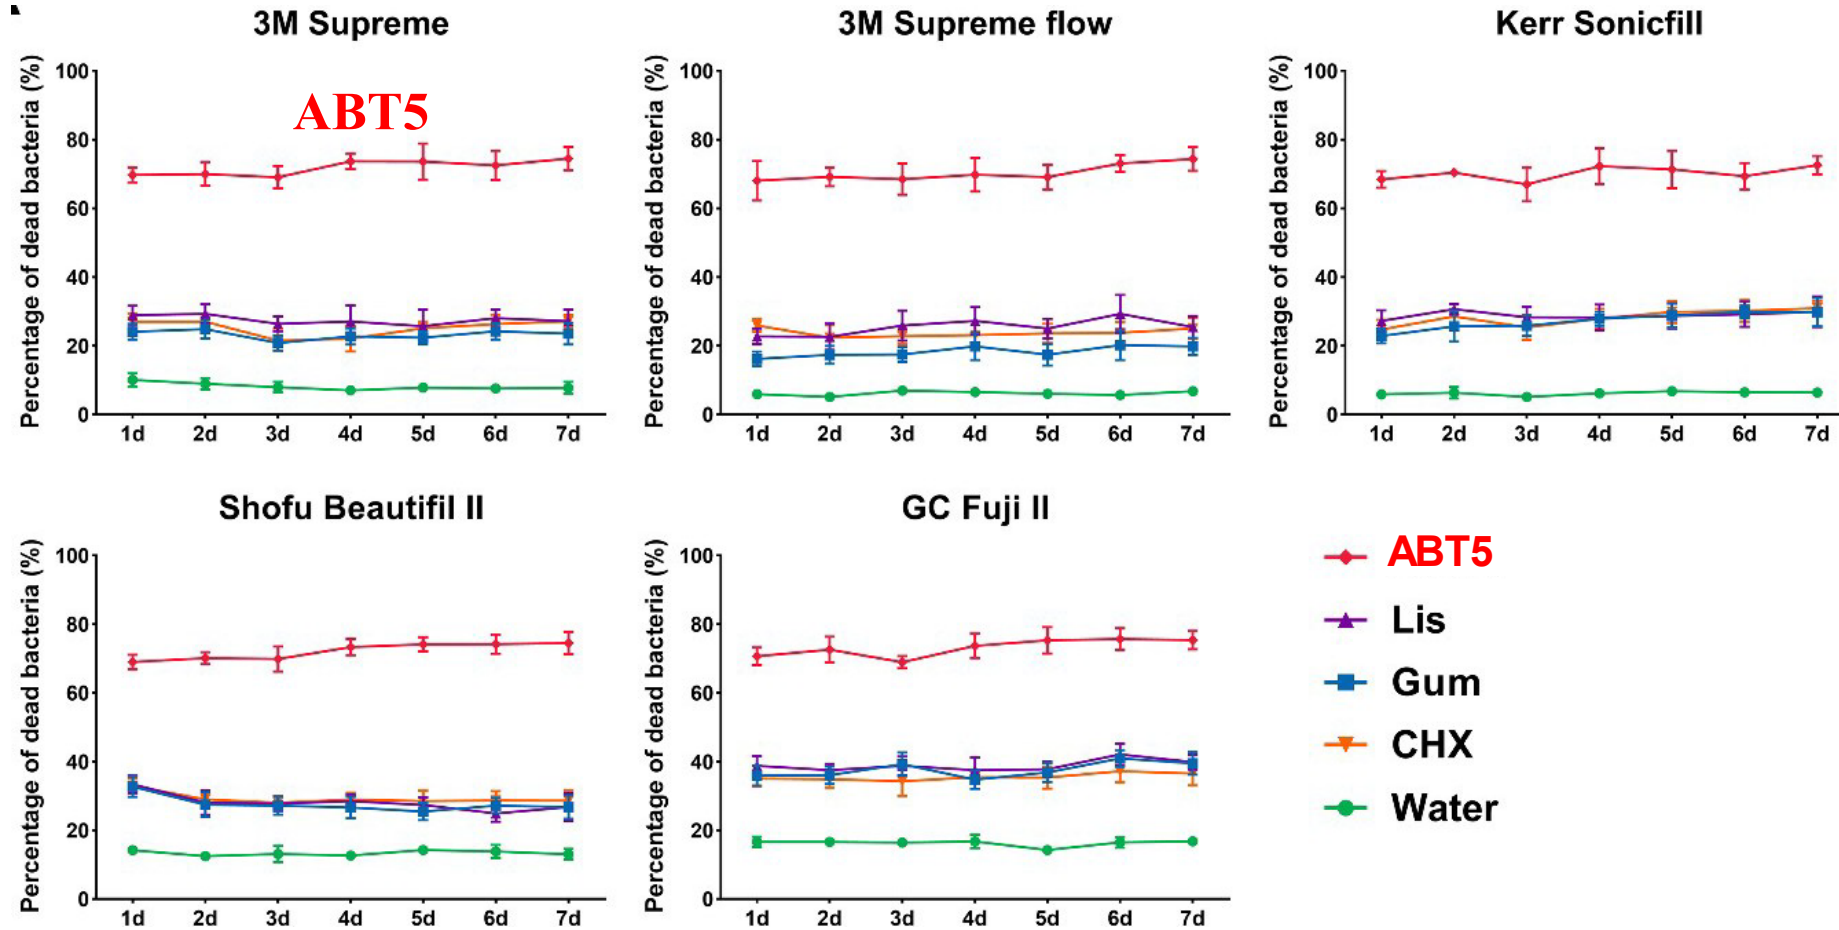 3M Supreme
Percentage of dead bacteria (%)
100
80
60
40
20
0
ABT5
1d 2d 3d 4d 5d 6d 7d
3M Supreme flow
Percentage of dead bacteria (%)
100
80
60
40
20
0
1d 2d 3d 4d 5d 6d 7d
Kerr Sonicfill
Percentage of dead bacteria (%)
100
80
60
40
20
0
1d 2d 3d 4d 5d 6d 7d
Shofu Beautifil II
Percentage of dead bacteria (%)
100
80
60
40
20
0
1d 2d 3d 4d 5d 6d 7d
GC Fuji II
Percentage of dead bacteria (%)
100
80
60
40
20
0
1d 2d 3d 4d 5d 6d 7d
ABT5
Lis
Gum
CHX
Water